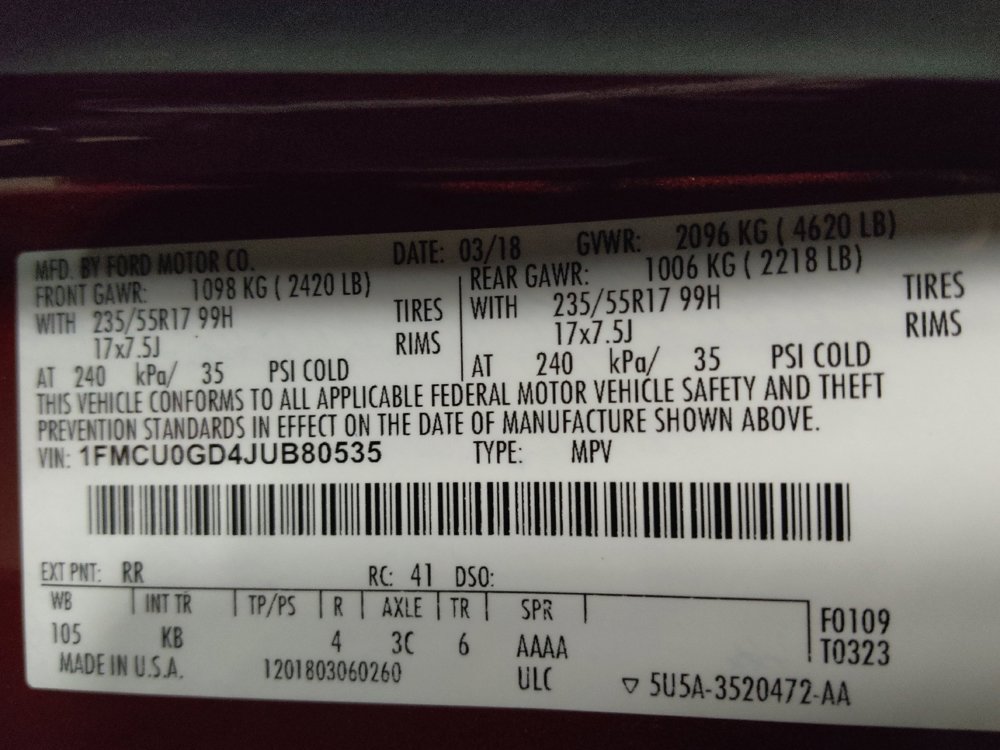 MFD. BY FORD MOTOR CO. DATE: 03/18 GVWR: 2096 KG ( 4620 LB)
FRONT GAWR: 1098 KG ( 2420 LB) REAR GAWR: 1006 KG ( 2218 LB)
WITH 235/55R17 99H TIRES WITH 235/55R17 99H TIRES
17x7.5J RIMS 17x7.5J RIMS
AT 240 kPa/ 35 PSI COLD AT 240 kPa/ 35 PSI COLD
THIS VEHICLE CONFORMS TO ALL APPLICABLE FEDERAL MOTOR VEHICLE SAFETY AND THEFT
PREVENTION STANDARDS IN EFFECT ON THE DATE OF MANUFACTURE SHOWN ABOVE.
VIN: 1FMCU0GD4JUB80535 TYPE: MPV
EXT PNT: RR RC: 41 DSO:
WB INT TR TP/PS R AXLE TR SPR F0109
105 KB 4 3C 6 AAAA T0323
MADE IN U.S.A. 1201803060260 ULC ▽ 5U5A-3520472-AA